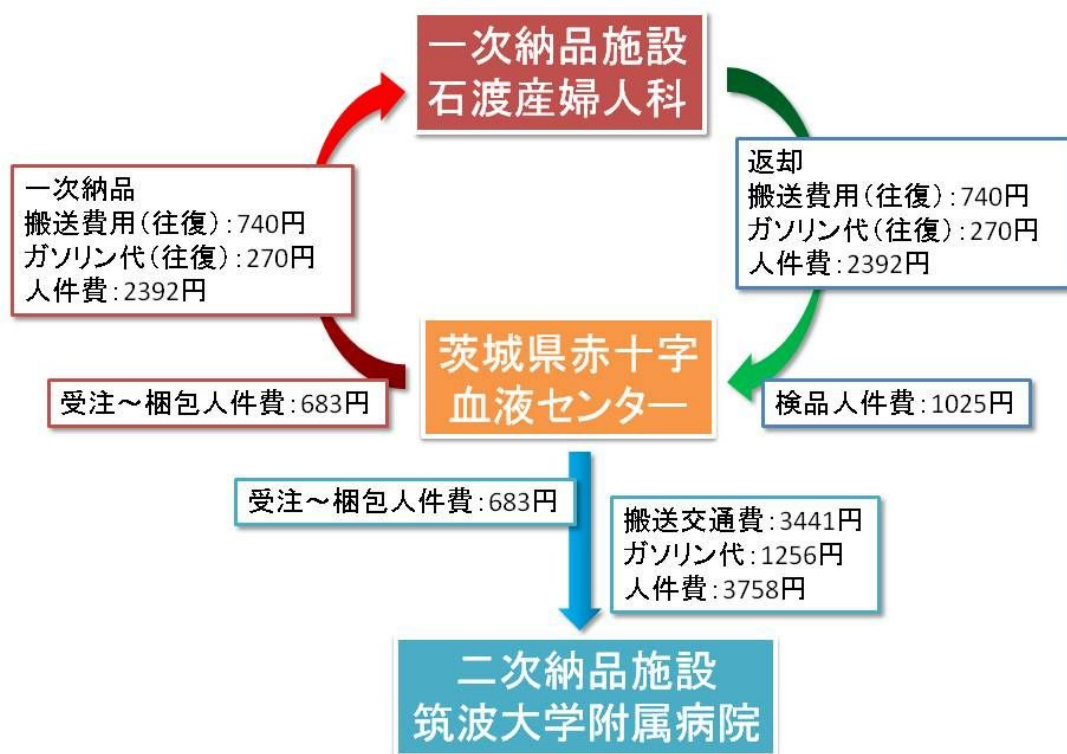 一次納品施設
石渡産婦人科
一次納品
搬送費用(往復):740円
ガソリン代(往復):270円
人件費:2392円
返却
搬送費用(往復):740円
ガソリン代(往復):270円
人件費:2392円
茨城県赤十字
血液センター
受注~梱包人件費:683円
検品人件費:1025円
受注~梱包人件費:683円
搬送交通費:3441円
ガソリン代:1256円
人件費:3758円
二次納品施設
筑波大学附属病院